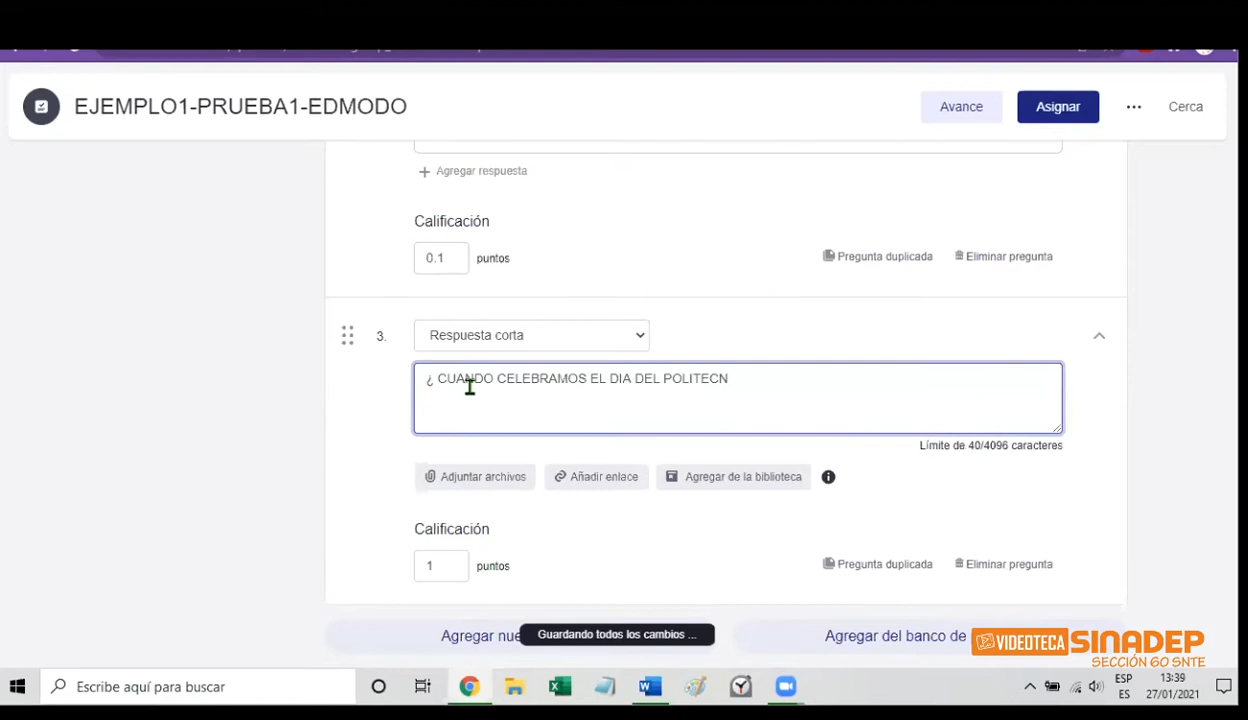 EJEMPLO1-PRUEBA1-EDMODO
Avance
Asignar
Cerca
Agregar respuesta
Calificación
0.1
puntos
Pregunta duplicada
Eliminar pregunta
3.
Respuesta corta
¿ CUANDO CELEBRAMOS EL DIA DEL POLITECN
Límite de 40/4096 caracteres
Adjuntar archivos
Añadir enlace
Agregar de la biblioteca
Calificación
1
puntos
Pregunta duplicada
Eliminar pregunta
Agregar nue
Guardando todos los cambios ...
Agregar del banco de
VIDEOTECA SINADEP
SECCIÓN 60 SNTE
Escribe aquí para buscar
ESP
ES
13:39
27/01/2021